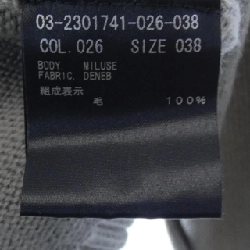 03-2301741-026-038
COL. 026 SIZE 038
BODY MILUSE
FABRIC. DENEB
組成表示
毛 100%